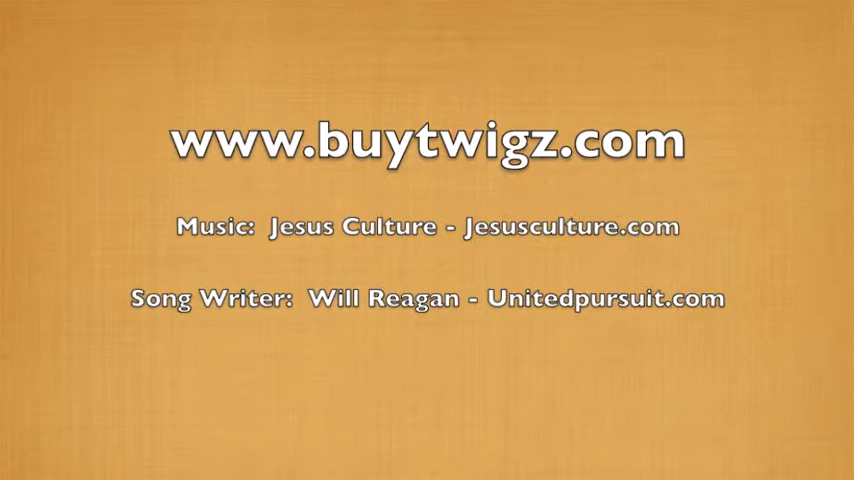 www.buytwigz.com
Music:  Jesus Culture - Jesusculture.com
Song Writer:  Will Reagan - Unitedpursuit.com